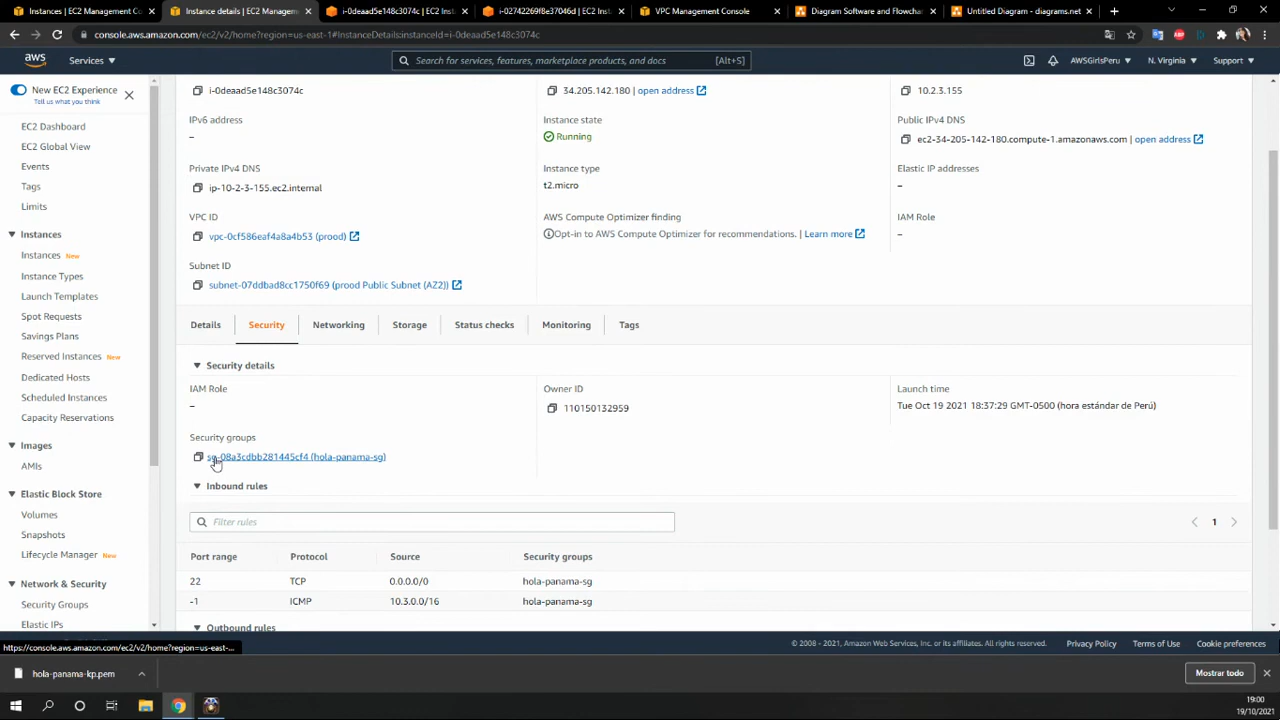 Instances | EC2 Management Co
Instance details | EC2 Managem
i-0deaad5e148c3074c | EC2 Inst
i-02742269f8e37046d | EC2 Inst
VPC Management Console
Diagram Software and Flowchar
Untitled Diagram - diagrams.net
console.aws.amazon.com/ec2/v2/home?region=us-east-1#InstanceDetails:instanceId=i-0deaad5e148c3074c
aws
Services
Search for services, features, marketplace products, and docs
[Alt+S]
AWSGirlsPeru
N. Virginia
Support
New EC2 Experience
Tell us what you think
EC2 Dashboard
EC2 Global View
Events
Tags
Limits
Instances
Instances New
Instance Types
Launch Templates
Spot Requests
Savings Plans
Reserved Instances New
Dedicated Hosts
Scheduled Instances
Capacity Reservations
Images
AMIs
Elastic Block Store
Volumes
Snapshots
Lifecycle Manager New
Network & Security
Security Groups
Elastic IPs
i-0deaad5e148c3074c
34.205.142.180 | open address
10.2.3.155
IPv6 address
–
Instance state
Running
Public IPv4 DNS
ec2-34-205-142-180.compute-1.amazonaws.com | open address
Private IPv4 DNS
ip-10-2-3-155.ec2.internal
Instance type
t2.micro
Elastic IP addresses
–
VPC ID
vpc-0cf586eaf4a8a4b53 (prood)
AWS Compute Optimizer finding
Opt-in to AWS Compute Optimizer for recommendations. | Learn more
IAM Role
–
Subnet ID
subnet-07ddbad8cc1750f69 (prood Public Subnet (AZ2))
Details
Security
Networking
Storage
Status checks
Monitoring
Tags
Security details
IAM Role
–
Owner ID
110150132959
Launch time
Tue Oct 19 2021 18:37:29 GMT-0500 (hora estándar de Perú)
Security groups
sg-08a3cdbb281445cf4 (hola-panama-sg)
Inbound rules
Filter rules
1
Port range Protocol Source Security groups
22 TCP 0.0.0.0/0 hola-panama-sg
-1 ICMP 10.3.0.0/16 hola-panama-sg
Outbound rules
https://console.aws.amazon.com/ec2/v2/home?region=us-e...
© 2008 - 2021, Amazon Web Services, Inc. or its affiliates. All rights reserved.
Privacy Policy
Terms of Use
Cookie preferences
hola-panama-kp.pem
Mostrar todo
19:00
19/10/2021